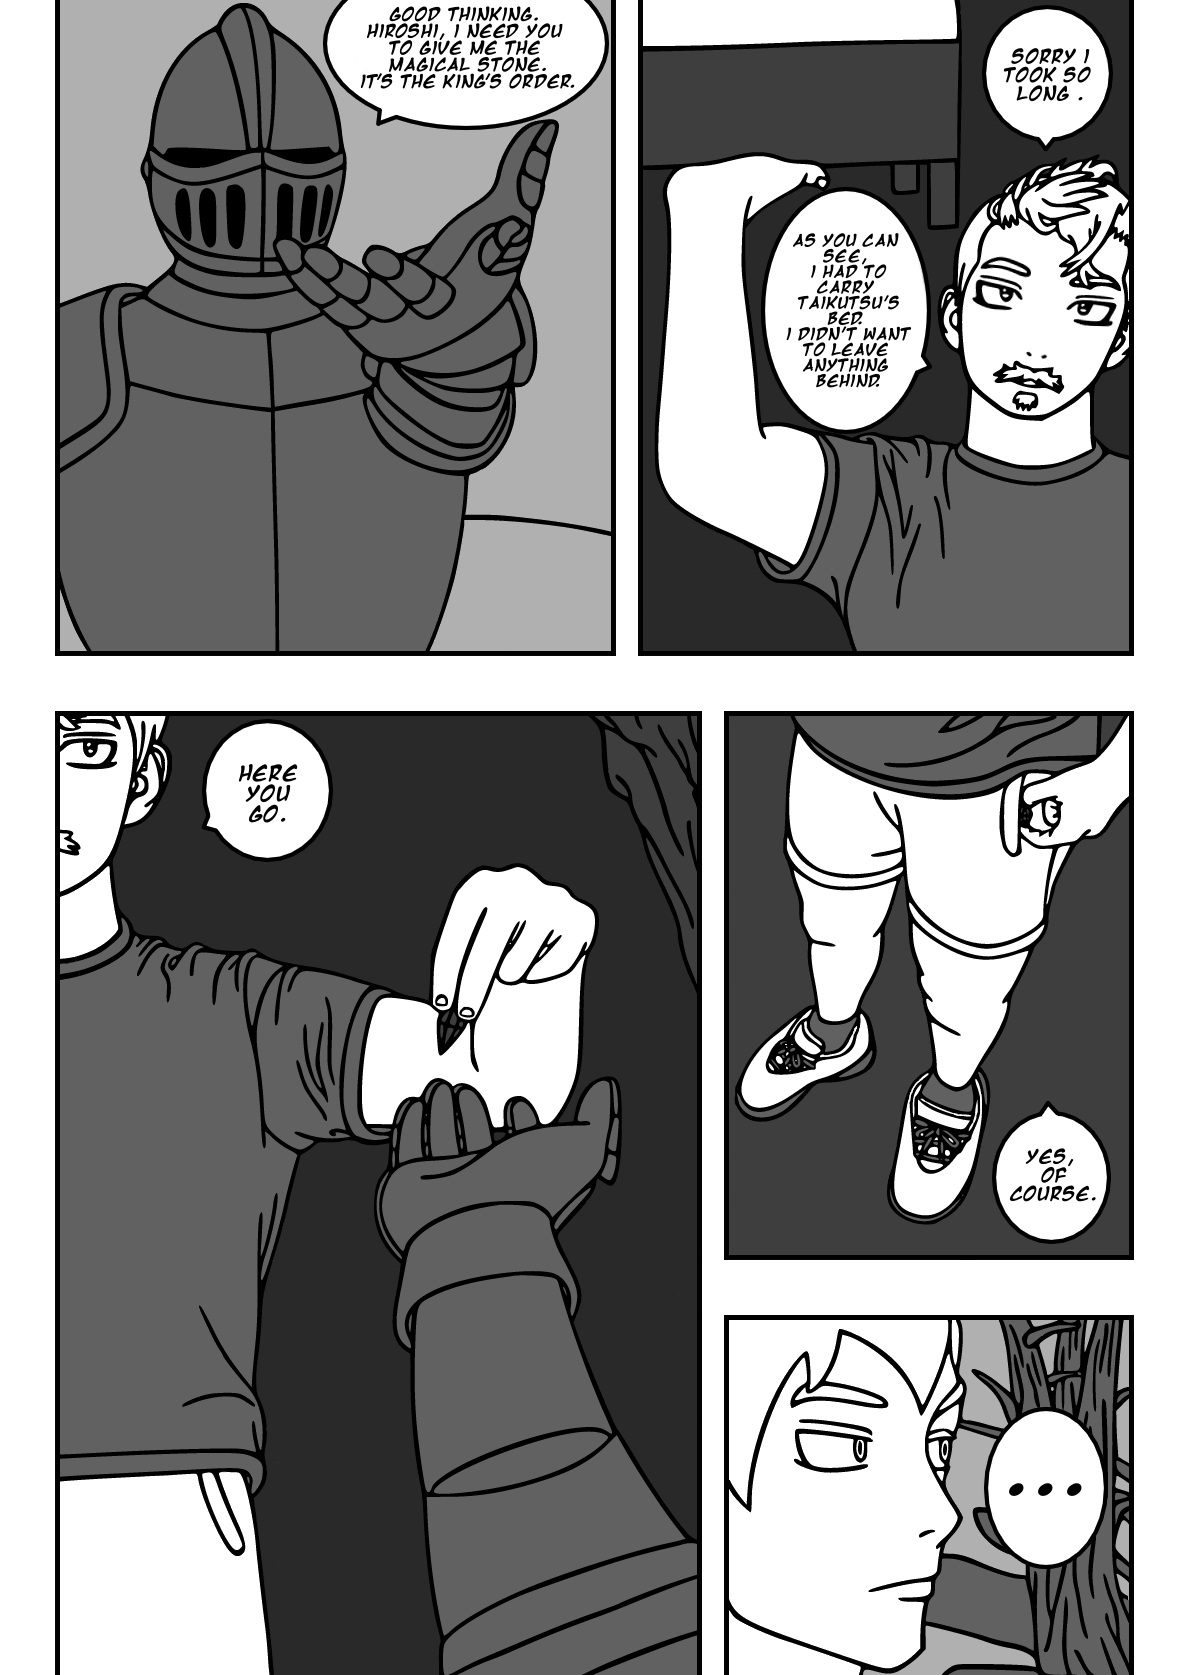 SORRY I
TOOK SO
LONG .
AS YOU CAN
SEE,
I HAD TO
CARRY
TAIKUTSU'S
BED.
I DIDN'T WANT
TO LEAVE
ANYTHING
BEHIND.
GOOD THINKING.
HIROSHI, I NEED YOU
TO GIVE ME THE
MAGICAL STONE.
IT'S THE KING'S ORDER.
YES,
OF
COURSE.
...
HERE
YOU
GO.